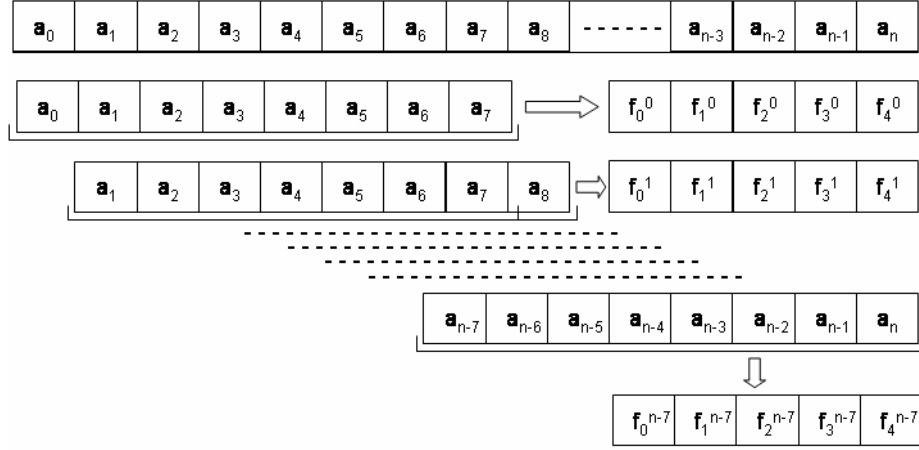 a₀ a₁ a₂ a₃ a₄ a₅ a₆ a₇ a₈ ------ aₙ₋₃ aₙ₋₂ aₙ₋₁ aₙ
a₀ a₁ a₂ a₃ a₄ a₅ a₆ a₇ f₀⁰ f₁⁰ f₂⁰ f₃⁰ f₄⁰
a₁ a₂ a₃ a₄ a₅ a₆ a₇ a₈ f₀¹ f₁¹ f₂¹ f₃¹ f₄¹
aₙ₋₇ aₙ₋₆ aₙ₋₅ aₙ₋₄ aₙ₋₃ aₙ₋₂ aₙ₋₁ aₙ
f₀ⁿ⁻⁷ f₁ⁿ⁻⁷ f₂ⁿ⁻⁷ f₃ⁿ⁻⁷ f₄ⁿ⁻⁷